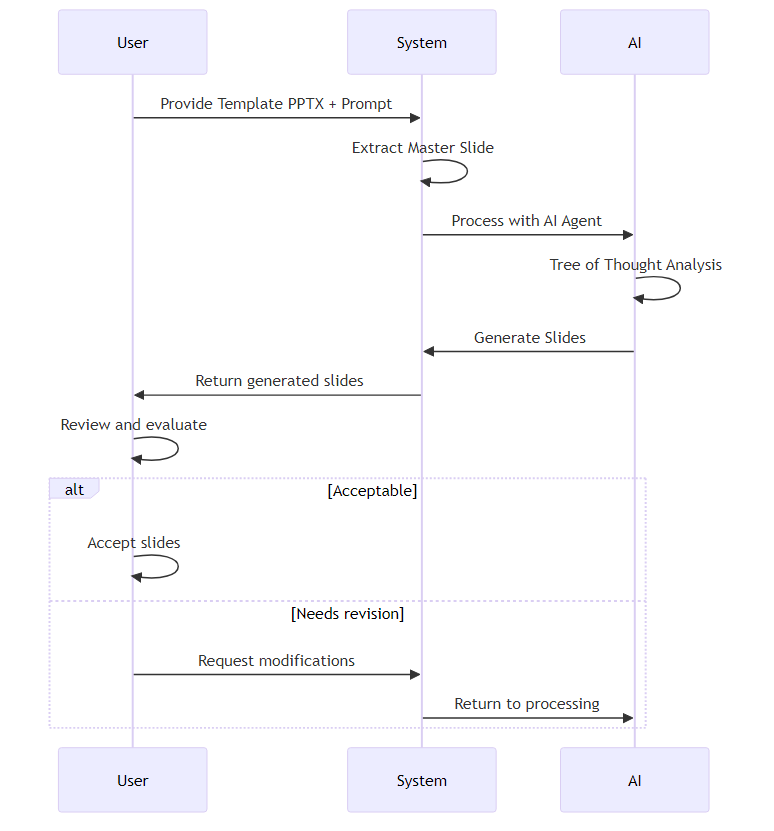 User
System
AI
Provide Template PPTX + Prompt
Extract Master Slide
Process with AI Agent
Tree of Thought Analysis
Generate Slides
Return generated slides
Review and evaluate
alt
[Acceptable]
Accept slides
[Needs revision]
Request modifications
Return to processing
User
System
AI